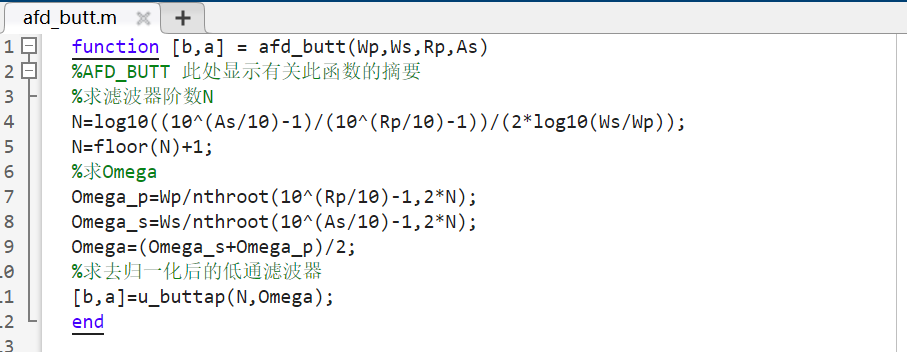 afd_butt.m
1 function [b,a] = afd_butt(Wp,Ws,Rp,As)
2 %AFD_BUTT 此处显示有关此函数的摘要
3 %求滤波器阶数N
4 N=log10((10^(As/10)-1)/(10^(Rp/10)-1))/(2*log10(Ws/Wp));
5 N=floor(N)+1;
6 %求Omega
7 Omega_p=Wp/nthroot(10^(Rp/10)-1,2*N);
8 Omega_s=Ws/nthroot(10^(As/10)-1,2*N);
9 Omega=(Omega_s+Omega_p)/2;
.0 %求去归一化后的低通滤波器
.1 [b,a]=u_buttap(N,Omega);
.2 end
.3